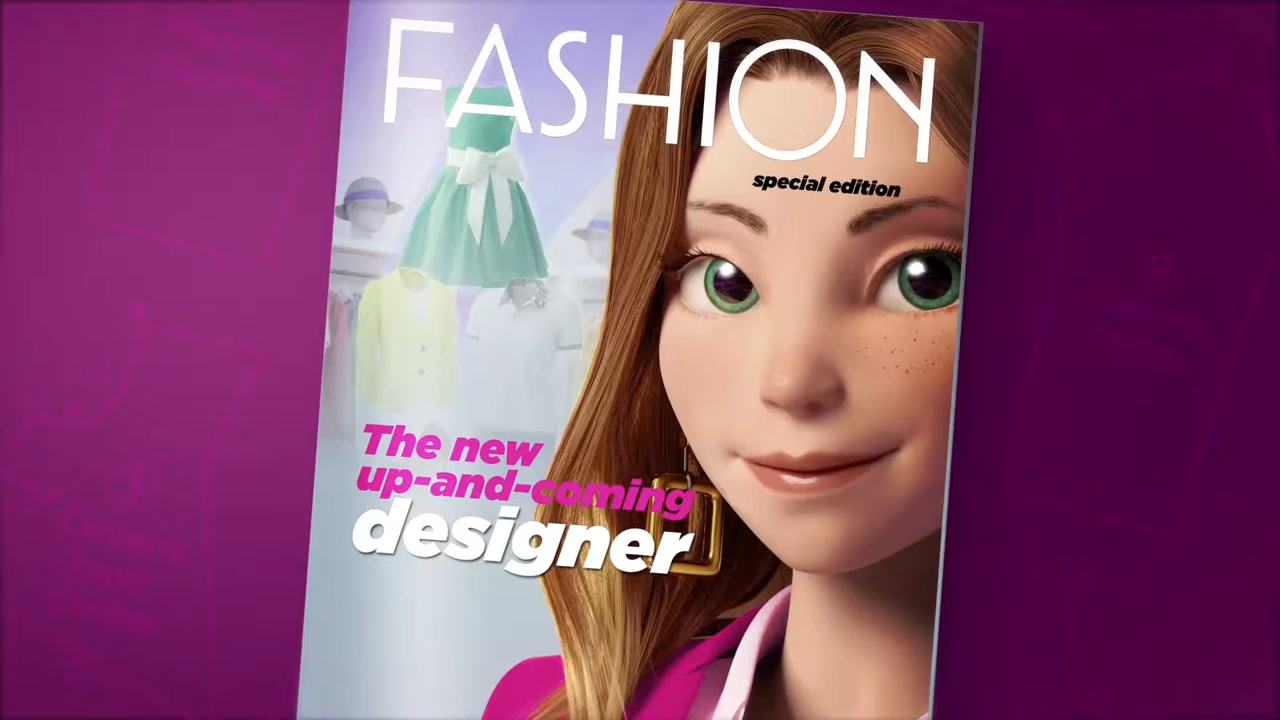 FASHION
special edition
The new
up-and-coming
designer